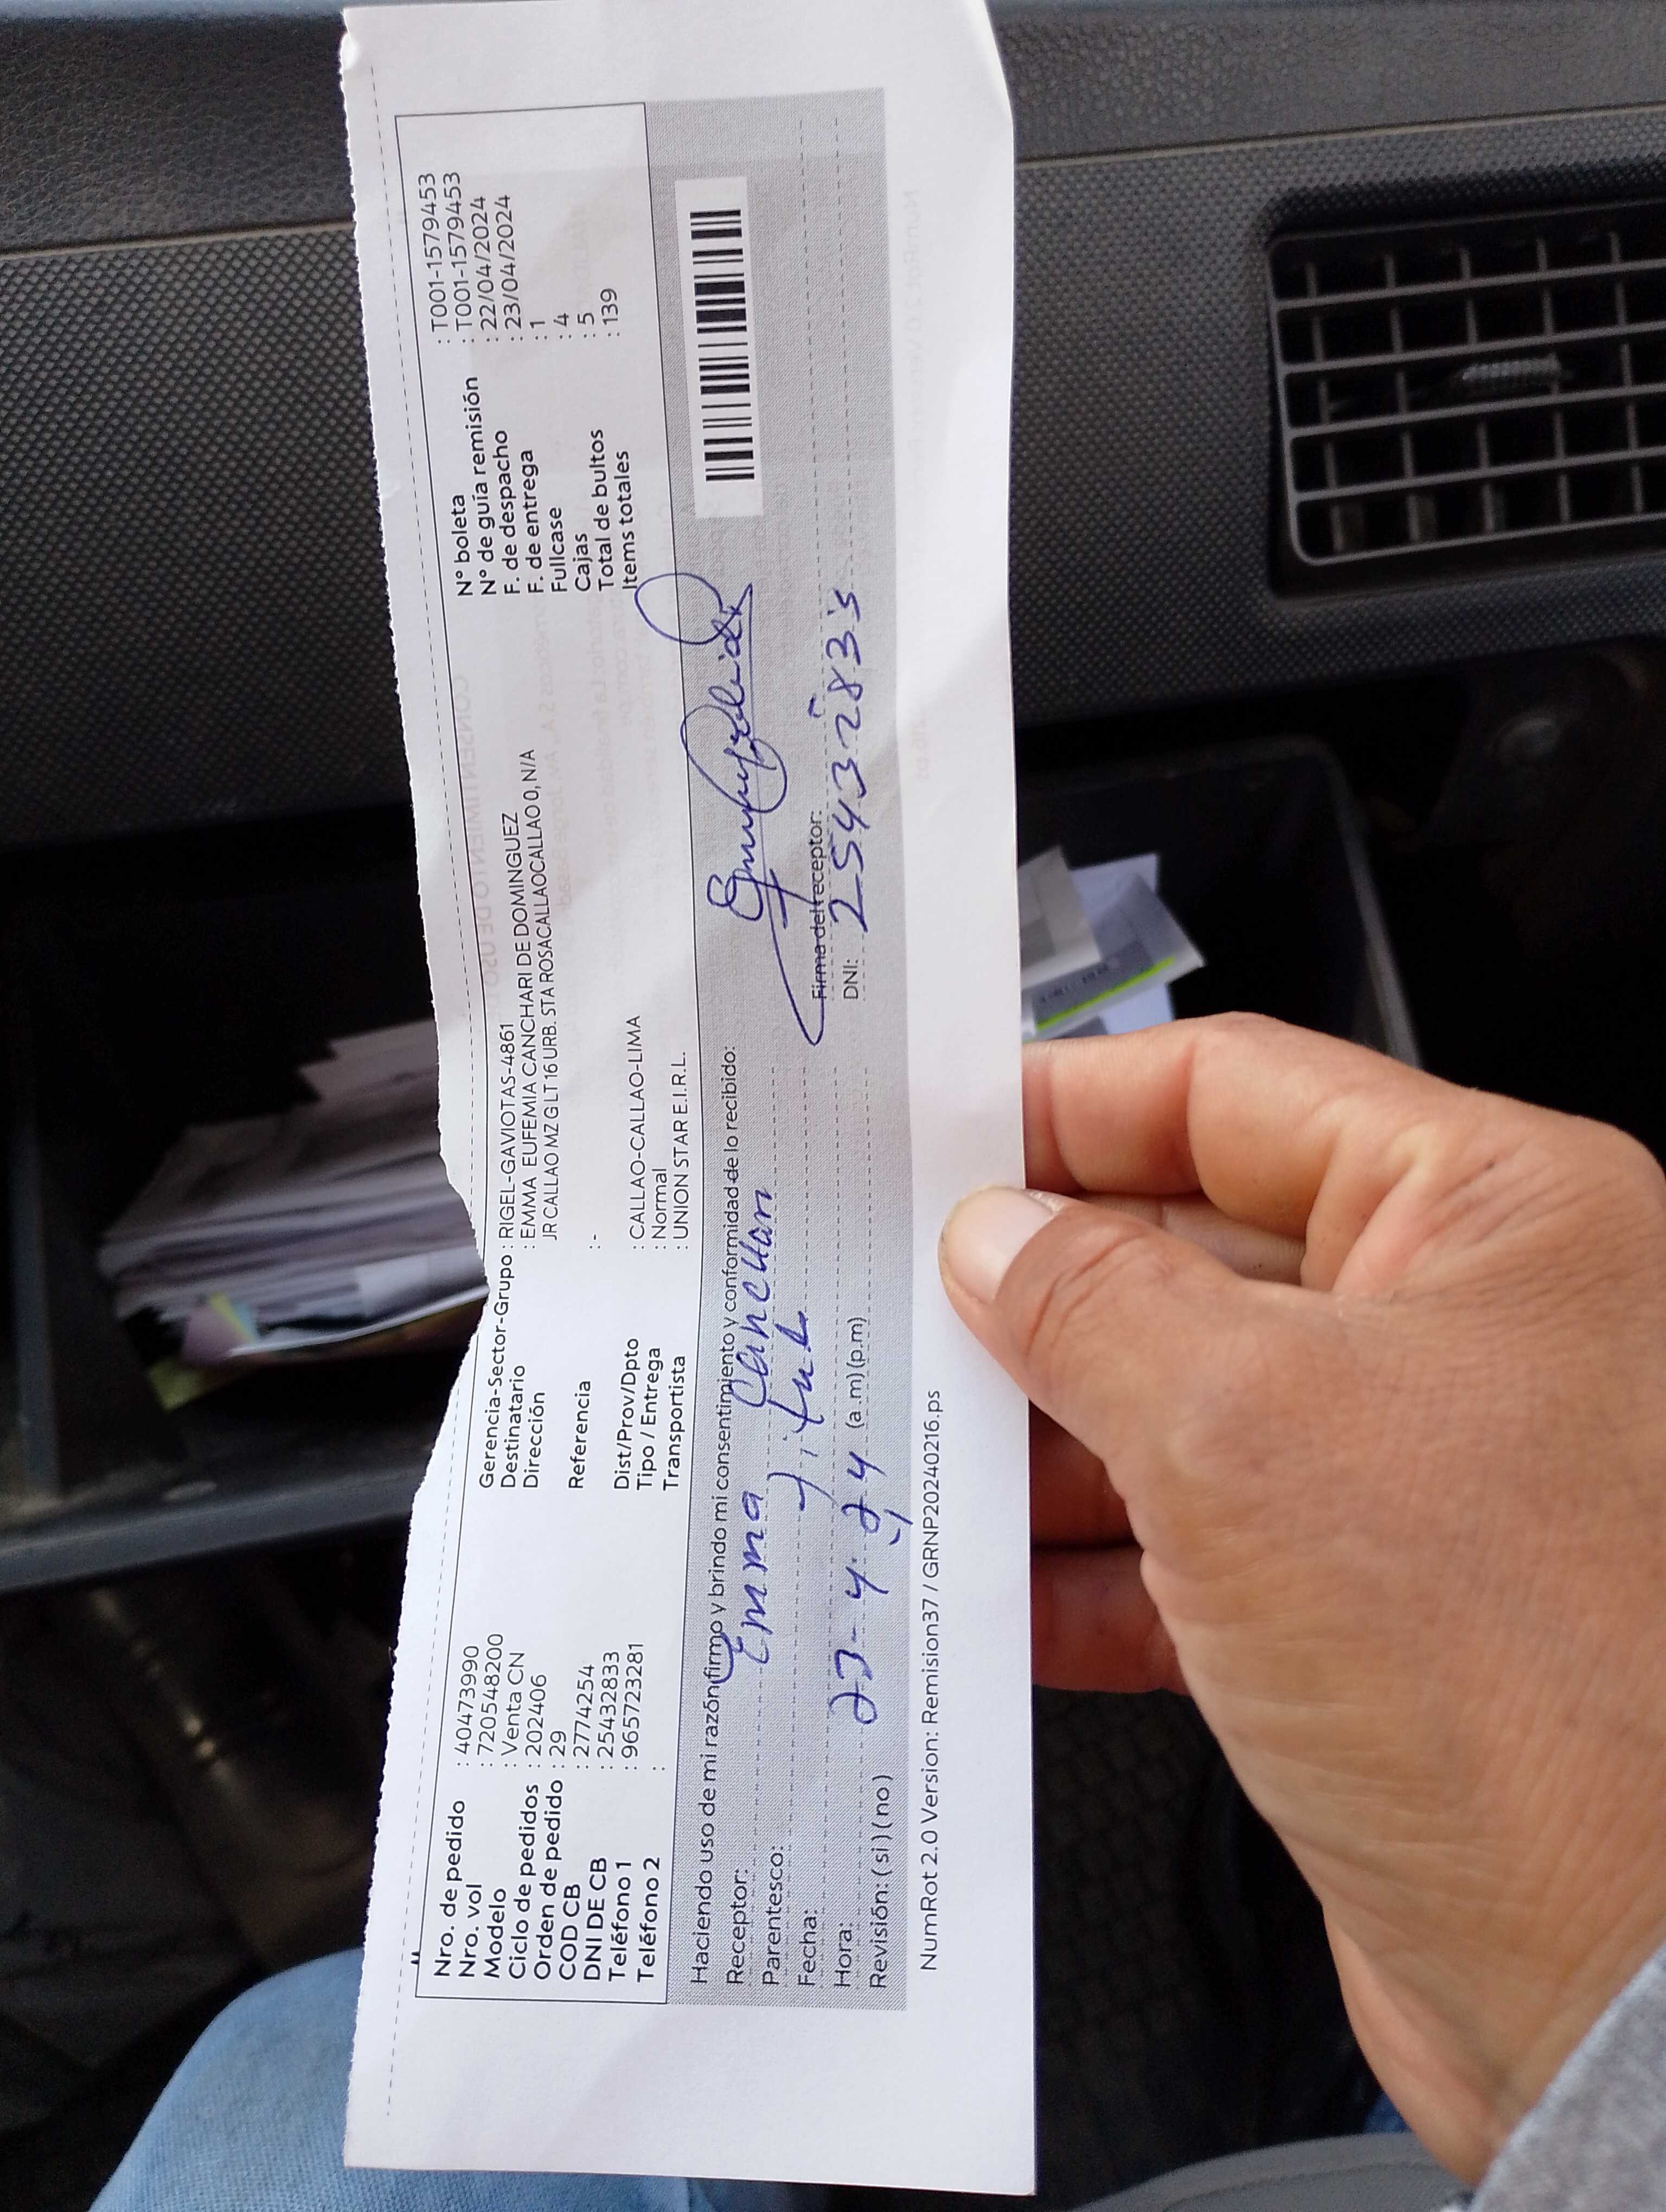 Nro. de pedido : 40473990
Nro. vol : 720548200
Modelo : Venta CN
Ciclo de pedidos : 202406
Orden de pedido : 29
COD CB : 2774254
DNI DE CB : 25432833
Teléfono 1 : 965723281
Teléfono 2 :
Gerencia-Sector-Grupo : RIGEL-GAVIOTAS-4861
Destinatario : EMMA EUFEMIA CANCHARI DE DOMINGUEZ
Dirección JR CALLAO MZ G LT 16 URB. STA ROSACALLAOCALLAO 0, N/A
Referencia :-
Dist/Prov/Dpto : CALLAO-CALLAO-LIMA
Tipo / Entrega : Normal
Transportista : UNION STAR E.I.R.L.
N° boleta : T001-1579453
N° de guía remisión : T001-1579453
F. de despacho : 22/04/2024
F. de entrega : 23/04/2024
Fullcase : 1
Cajas : 4
Total de bultos : 5
Items totales : 139
Haciendo uso de mi razón firmo y brindo mi consentimiento y conformidad de lo recibido:
Receptor: Emma Canchari
Parentesco:
Fecha: 23-4-24
Hora: (a.m)(p.m)
Revisión: (si) (no)
Firma del receptor:
DNI: 25432833
NumRot 2.0 Version: Remision37 / GRNP20240216.ps